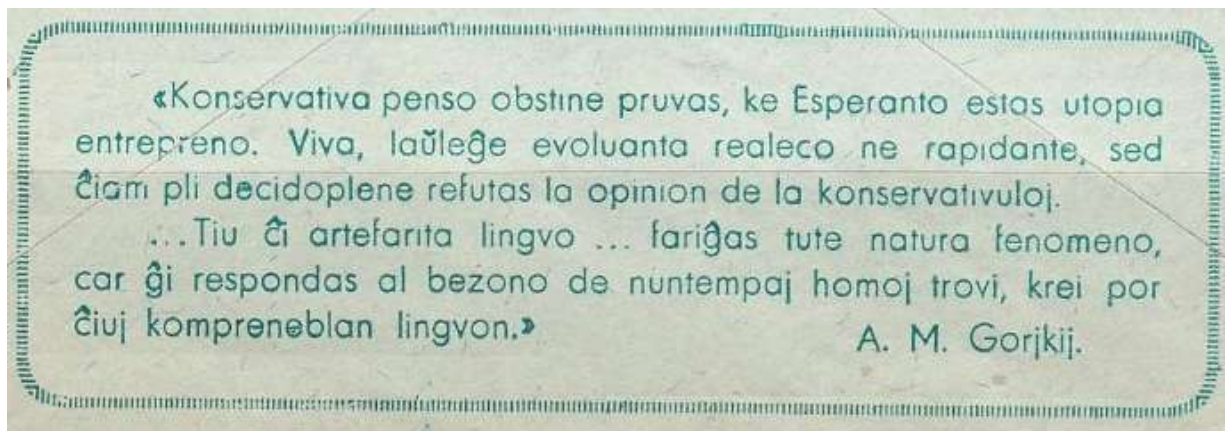 «Konservativa penso obstine pruvas, ke Esperanto estas utopia
entrepreno. Viva, laŭleĝe evoluanta realeco ne rapidante, sed
ĉiam pli decidoplene refutas la opinion de la konservativuloj.
...Tiu ĉi artefarita lingvo ... fariĝas tute natura fenomeno,
car ĝi respondas al bezono de nuntempaj homoj trovi, krei por
ĉiuj kompreneblan lingvon.»
A. M. Gorjkij.